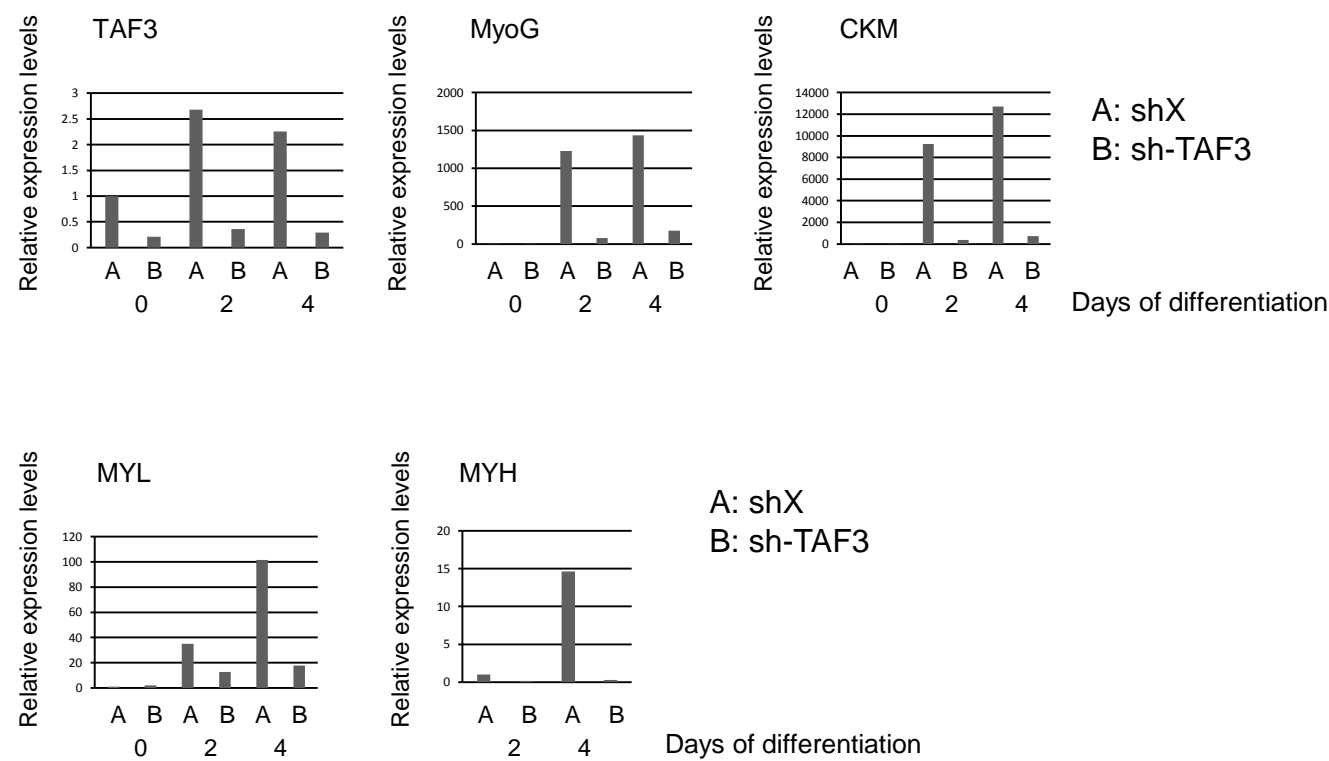 TAF3
Relative expression levels
3
2.5
2
1.5
1
0.5
0
A B A B A B
0 2 4
MyoG
Relative expression levels
2000
1500
1000
500
0
A B A B A B
0 2 4
CKM
Relative expression levels
14000
12000
10000
8000
6000
4000
2000
0
A B A B A B
0 2 4
Days of differentiation
A: shX
B: sh-TAF3
MYL
Relative expression levels
120
100
80
60
40
20
0
A B A B A B
0 2 4
MYH
Relative expression levels
20
15
10
5
0
A B A B
2 4
Days of differentiation
A: shX
B: sh-TAF3